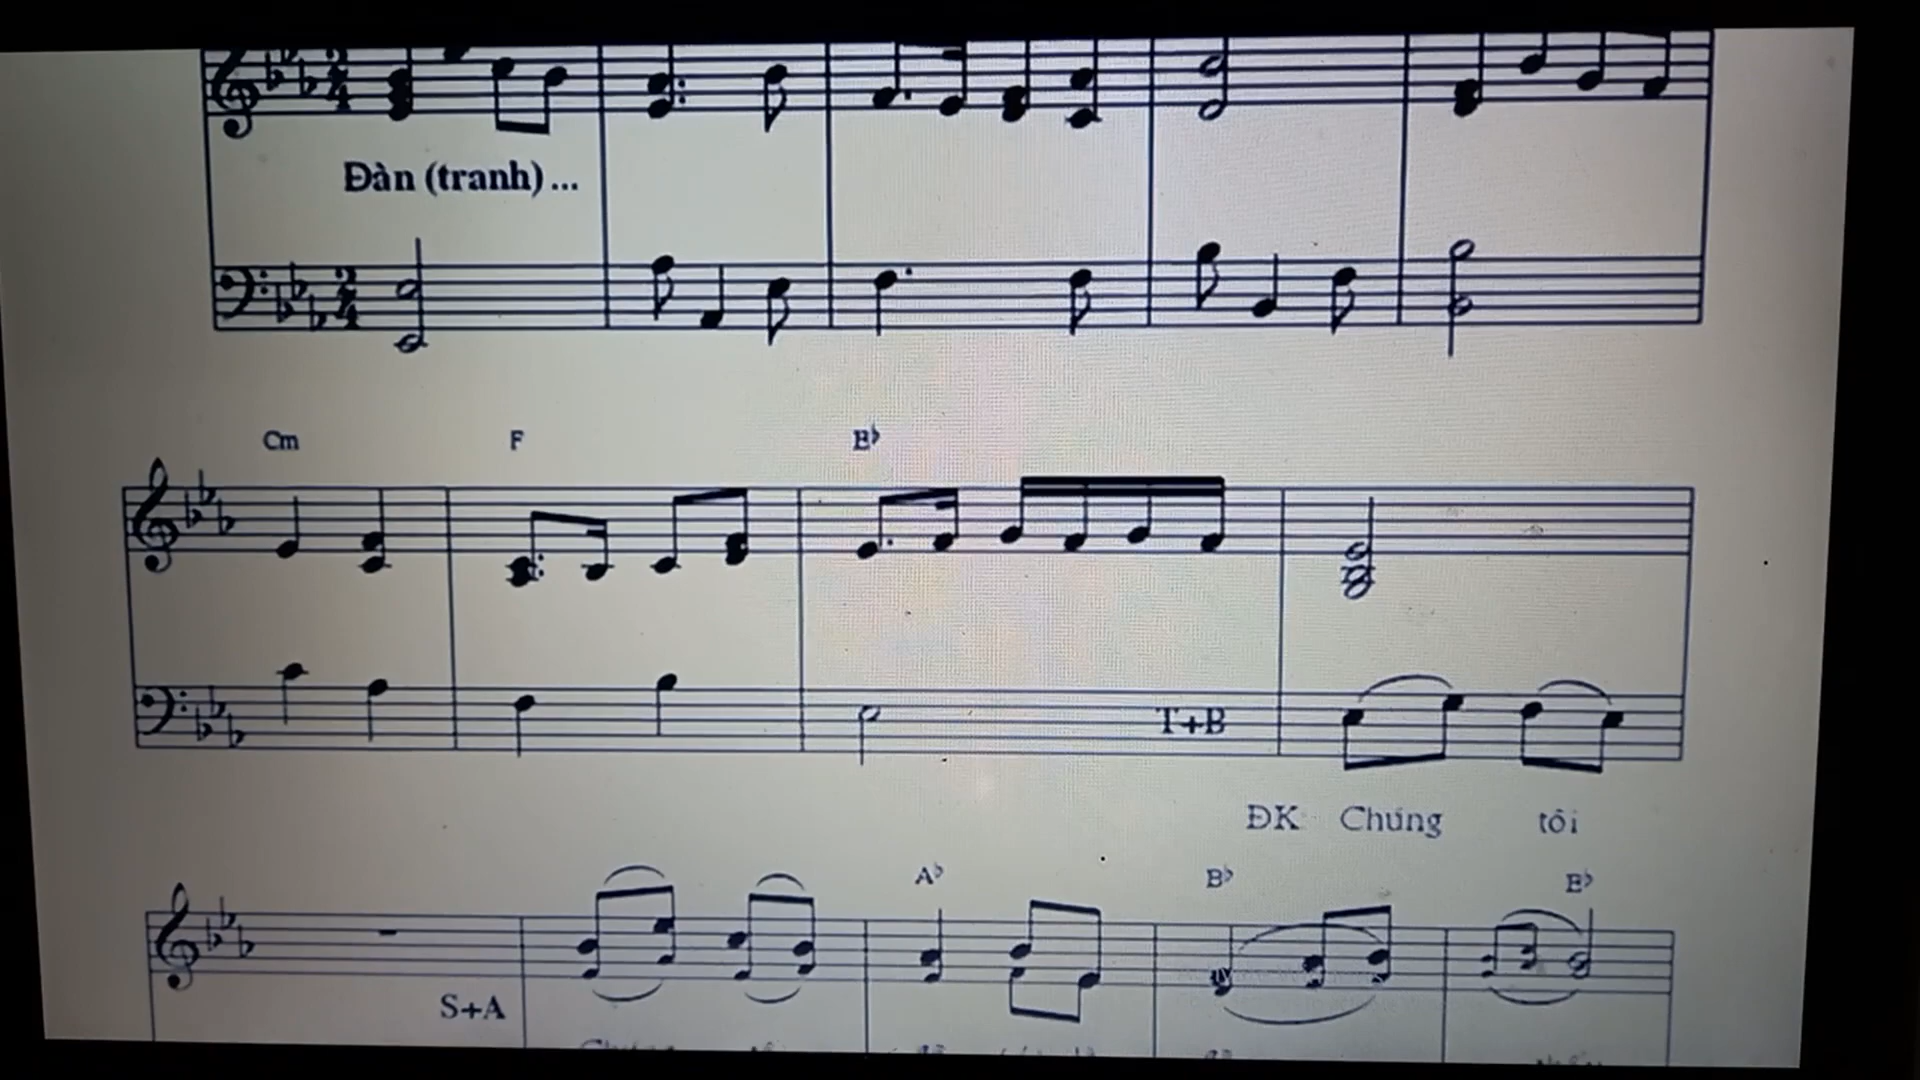 Đàn (tranh)...
Cm F E♭
T+B
ĐK: Chúng tôi
A♭ B♭ E♭
S+A